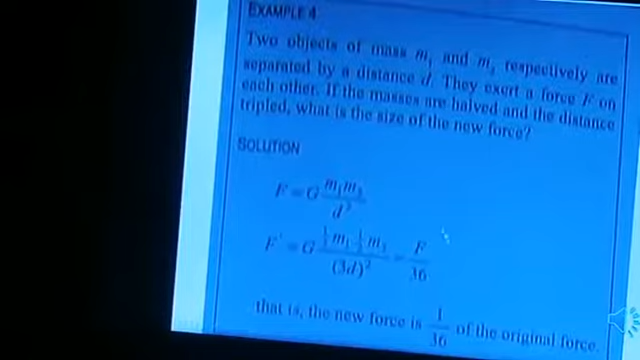 EXAMPLE 4
Two objects of mass m₁ and m₂ respectively are
separated by a distance d. They exert a force F on
each other. If the masses are halved and the distance
tripled, what is the size of the new force?
SOLUTION
F = G m₁m₂ / d²
F' = G ½m₁ ½m₂ / (3d)² = F / 36
that is, the new force is 1/36 of the original force.